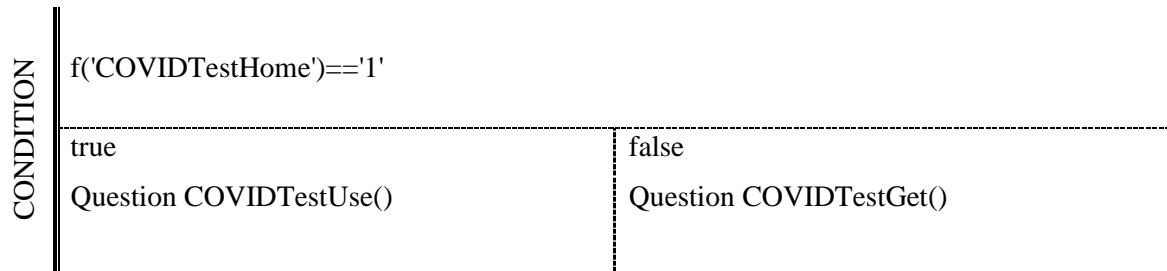 CONDITION
f('COVIDTestHome')=='1'
true
Question COVIDTestUse()
false
Question COVIDTestGet()